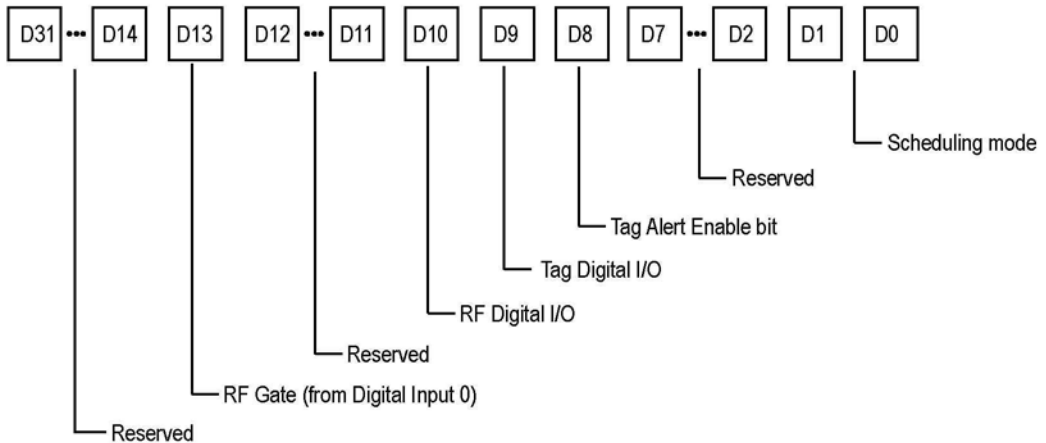 D31 ••• D14 D13 D12 ••• D11 D10 D9 D8 D7 ••• D2 D1 D0
Scheduling mode
Reserved
Tag Alert Enable bit
Tag Digital I/O
RF Digital I/O
Reserved
RF Gate (from Digital Input 0)
Reserved